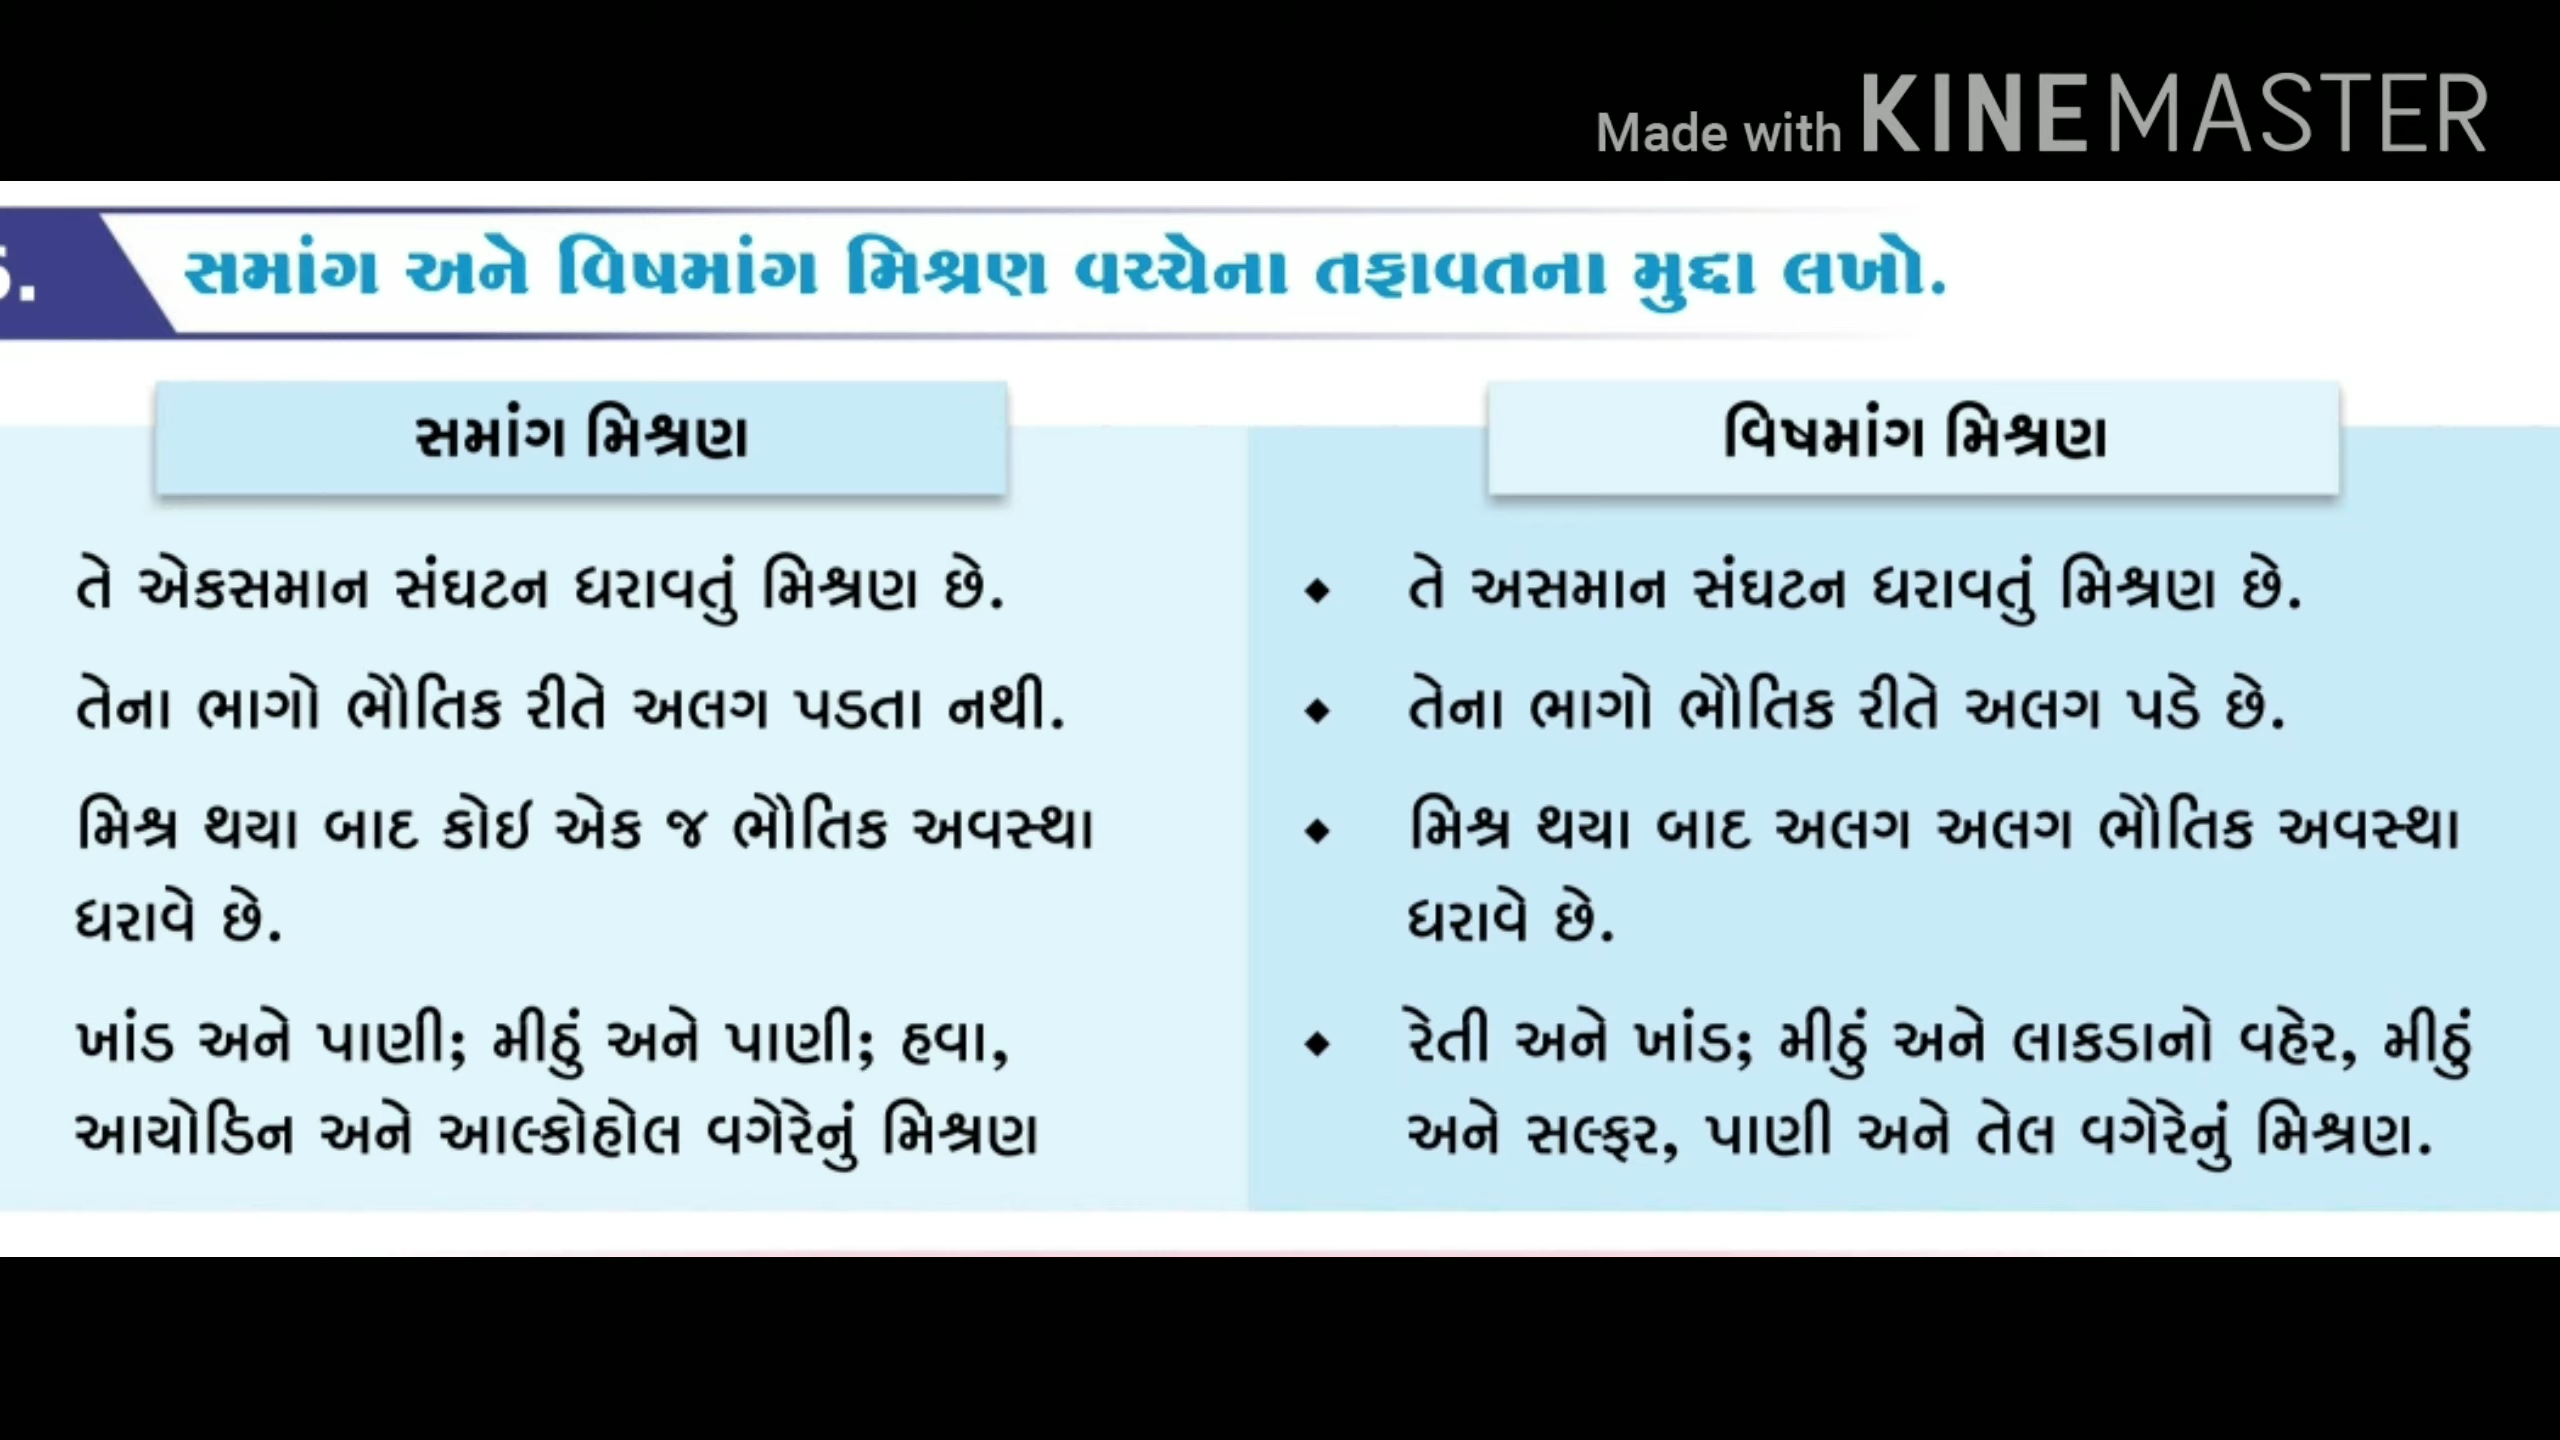 Made with KINEMASTER
સમાંગ અને વિષમાંગ મિશ્રણ વચ્ચેના તફાવતના મુદ્દા લખો.
સમાંગ મિશ્રણ
તે એકસમાન સંઘટન ધરાવતું મિશ્રણ છે.
તેના ભાગો ભૌતિક રીતે અલગ પડતા નથી.
મિશ્ર થયા બાદ કોઈ એક જ ભૌતિક અવસ્થા
ધરાવે છે.
ખાંડ અને પાણી; મીઠું અને પાણી; હવા,
આયોડિન અને આલ્કોહોલ વગેરેનું મિશ્રણ
વિષમાંગ મિશ્રણ
◆ તે અસમાન સંઘટન ધરાવતું મિશ્રણ છે.
◆ તેના ભાગો ભૌતિક રીતે અલગ પડે છે.
◆ મિશ્ર થયા બાદ અલગ અલગ ભૌતિક અવસ્થા
ધરાવે છે.
◆ રેતી અને ખાંડ; મીઠું અને લાકડાનો વહેર, મીઠું
અને સલ્ફર, પાણી અને તેલ વગેરેનું મિશ્રણ.